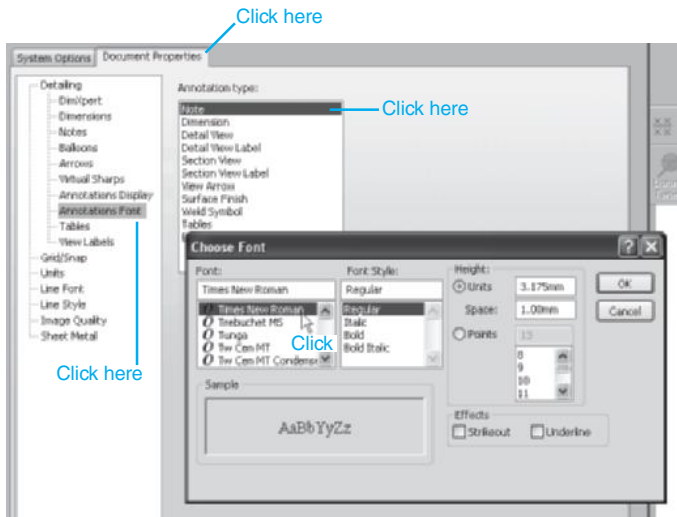 Click here
System Options
Document Properties
Detailing
DimXpert
Dimensions
Notes
Balloons
Arrows
Virtual Sharps
Annotations Display
Annotations Font
Tables
View Labels
Grid/Snap
Units
Line Font
Line Style
Image Quality
Sheet Metal
Click here
Annotation type:
Note
Click here
Dimension
Detail View
Detail View Label
Section View
Section View Label
View Arrow
Surface Finish
Weld Symbol
Tables
Choose Font
Font:
Times New Roman
Times New Roman
Trebuchet MS
Tunga
Tw Cen MT
Tw Cen MT Condensed
Click
Font Style:
Regular
Regular
Italic
Bold
Bold Italic
Height:
Units
3.175mm
Space:
1.00mm
Points
13
8
9
10
11
OK
Cancel
Sample
AaBbYyZz
Effects
Strikeout
Underline